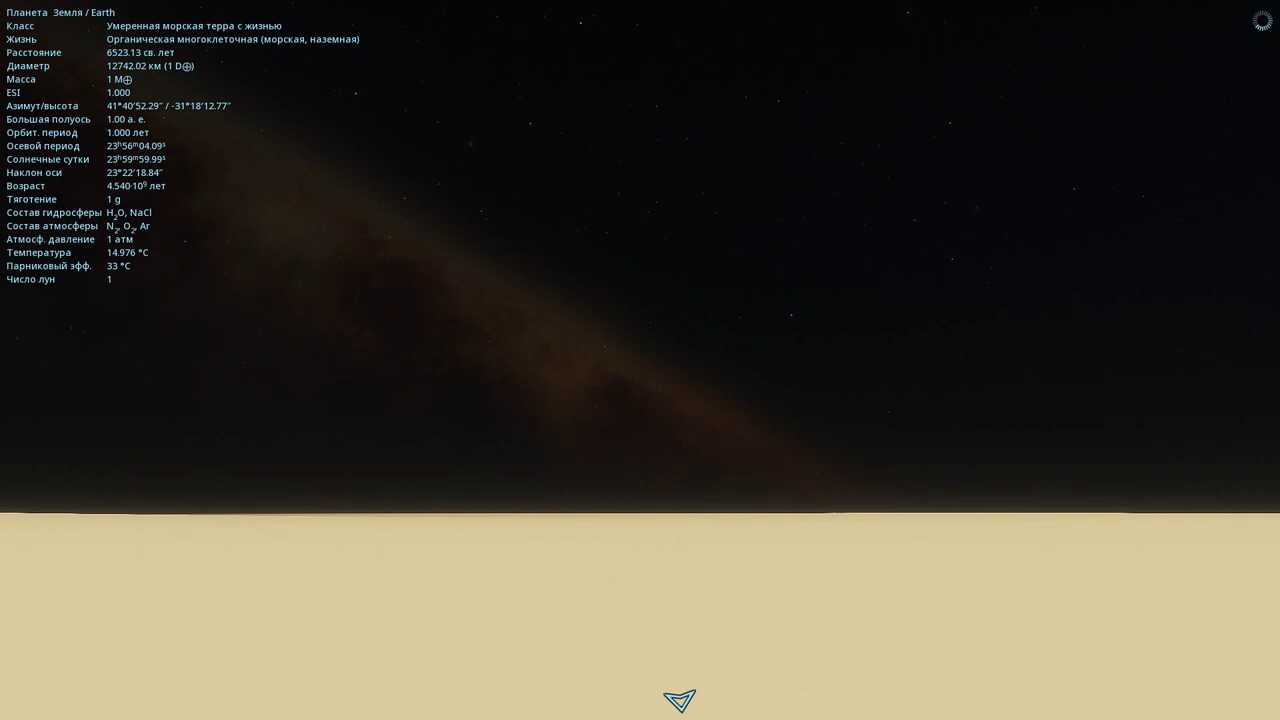 Планета Земля / Earth
Класс Умеренная морская терра с жизнью
Жизнь Органическая многоклеточная (морская, наземная)
Расстояние 6523.13 св. лет
Диаметр 12742.02 км (1 D⊕)
Масса 1 M⊕
ESI 1.000
Азимут/высота 41°40′52.29″ / -31°18′12.77″
Большая полуось 1.00 а. е.
Орбит. период 1.000 лет
Осевой период 23ʰ56ᵐ04.09ˢ
Солнечные сутки 23ʰ59ᵐ59.99ˢ
Наклон оси 23°22′18.84″
Возраст 4.540·10⁹ лет
Тяготение 1 g
Состав гидросферы H₂O, NaCl
Состав атмосферы N₂, O₂, Ar
Атмосф. давление 1 атм
Температура 14.976 °C
Парниковый эфф. 33 °C
Число лун 1